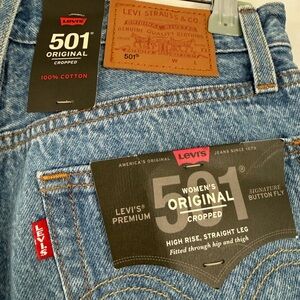 Levi's
501®
ORIGINAL
CROPPED
100% COTTON
LEVI STRAUSS & CO.
501®
W
AMERICA'S ORIGINAL
JEANS SINCE 1873
Levi's
501
WOMEN'S
ORIGINAL
CROPPED
LEVI'S®
PREMIUM
SIGNATURE
BUTTON FLY
HIGH RISE, STRAIGHT LEG
Fitted through hip and thigh
LEVI'S